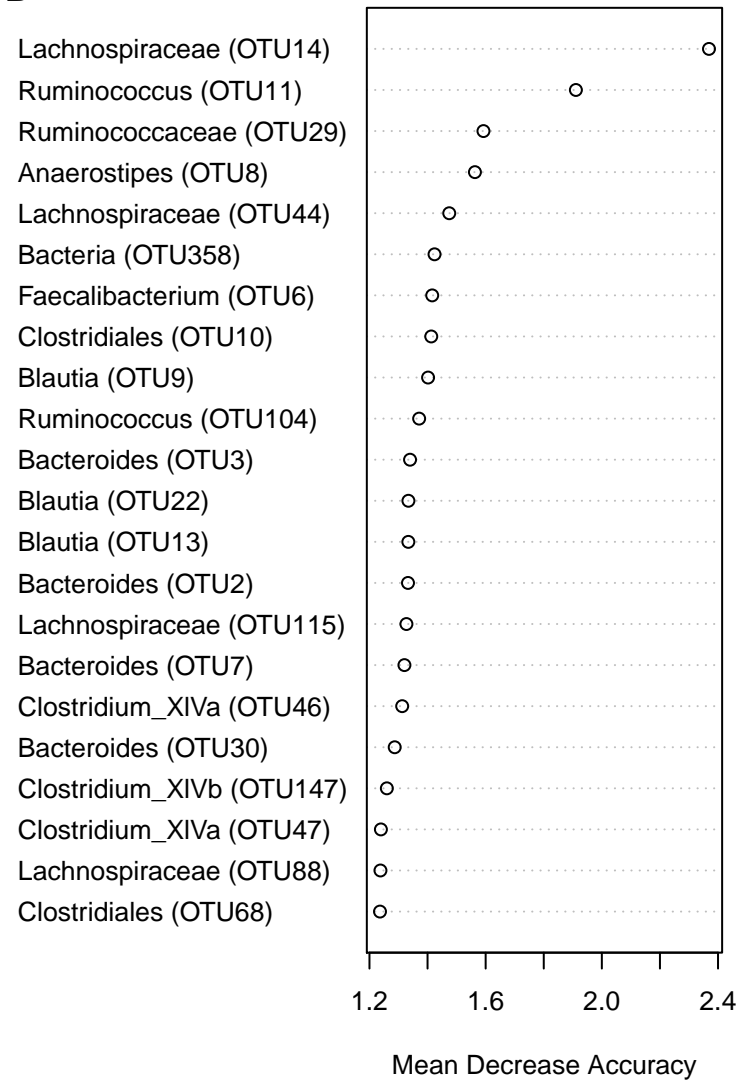 Lachnospiraceae (OTU14)
Ruminococcus (OTU11)
Ruminococcaceae (OTU29)
Anaerostipes (OTU8)
Lachnospiraceae (OTU44)
Bacteria (OTU358)
Faecalibacterium (OTU6)
Clostridiales (OTU10)
Blautia (OTU9)
Ruminococcus (OTU104)
Bacteroides (OTU3)
Blautia (OTU22)
Blautia (OTU13)
Bacteroides (OTU2)
Lachnospiraceae (OTU115)
Bacteroides (OTU7)
Clostridium_XlVa (OTU46)
Bacteroides (OTU30)
Clostridium_XlVb (OTU147)
Clostridium_XlVa (OTU47)
Lachnospiraceae (OTU88)
Clostridiales (OTU68)
1.2 1.6 2.0 2.4
Mean Decrease Accuracy